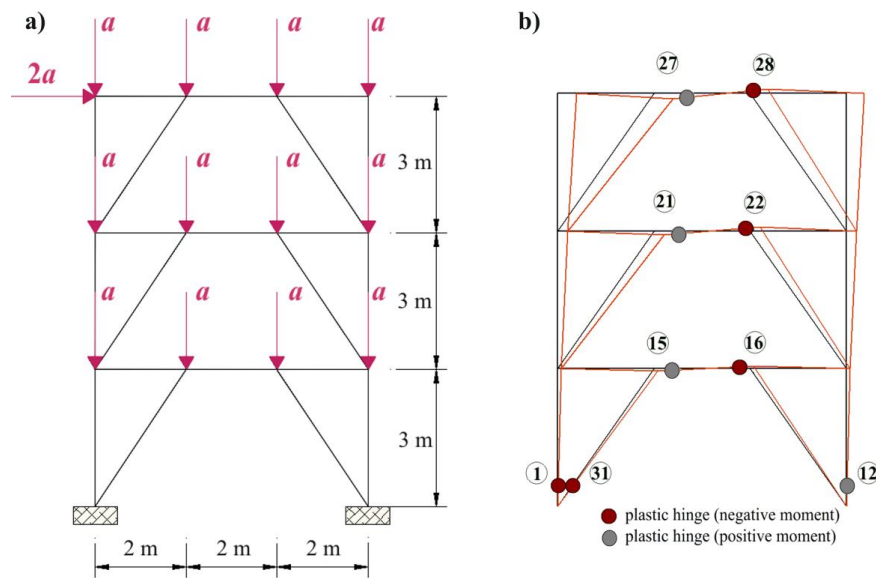 a)
a a a a
2a
a a a a
3 m
a a a a
3 m
3 m
2 m 2 m 2 m
b)
27 28
21 22
15 16
1 31 12
plastic hinge (negative moment)
plastic hinge (positive moment)